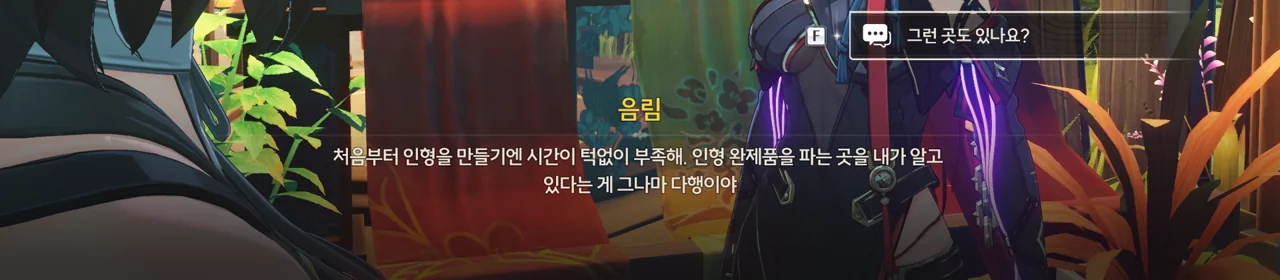 F 그런 곳도 있나요?
음림
처음부터 인형을 만들기엔 시간이 턱없이 부족해. 인형 완제품을 파는 곳을 내가 알고
있다는 게 그나마 다행이야